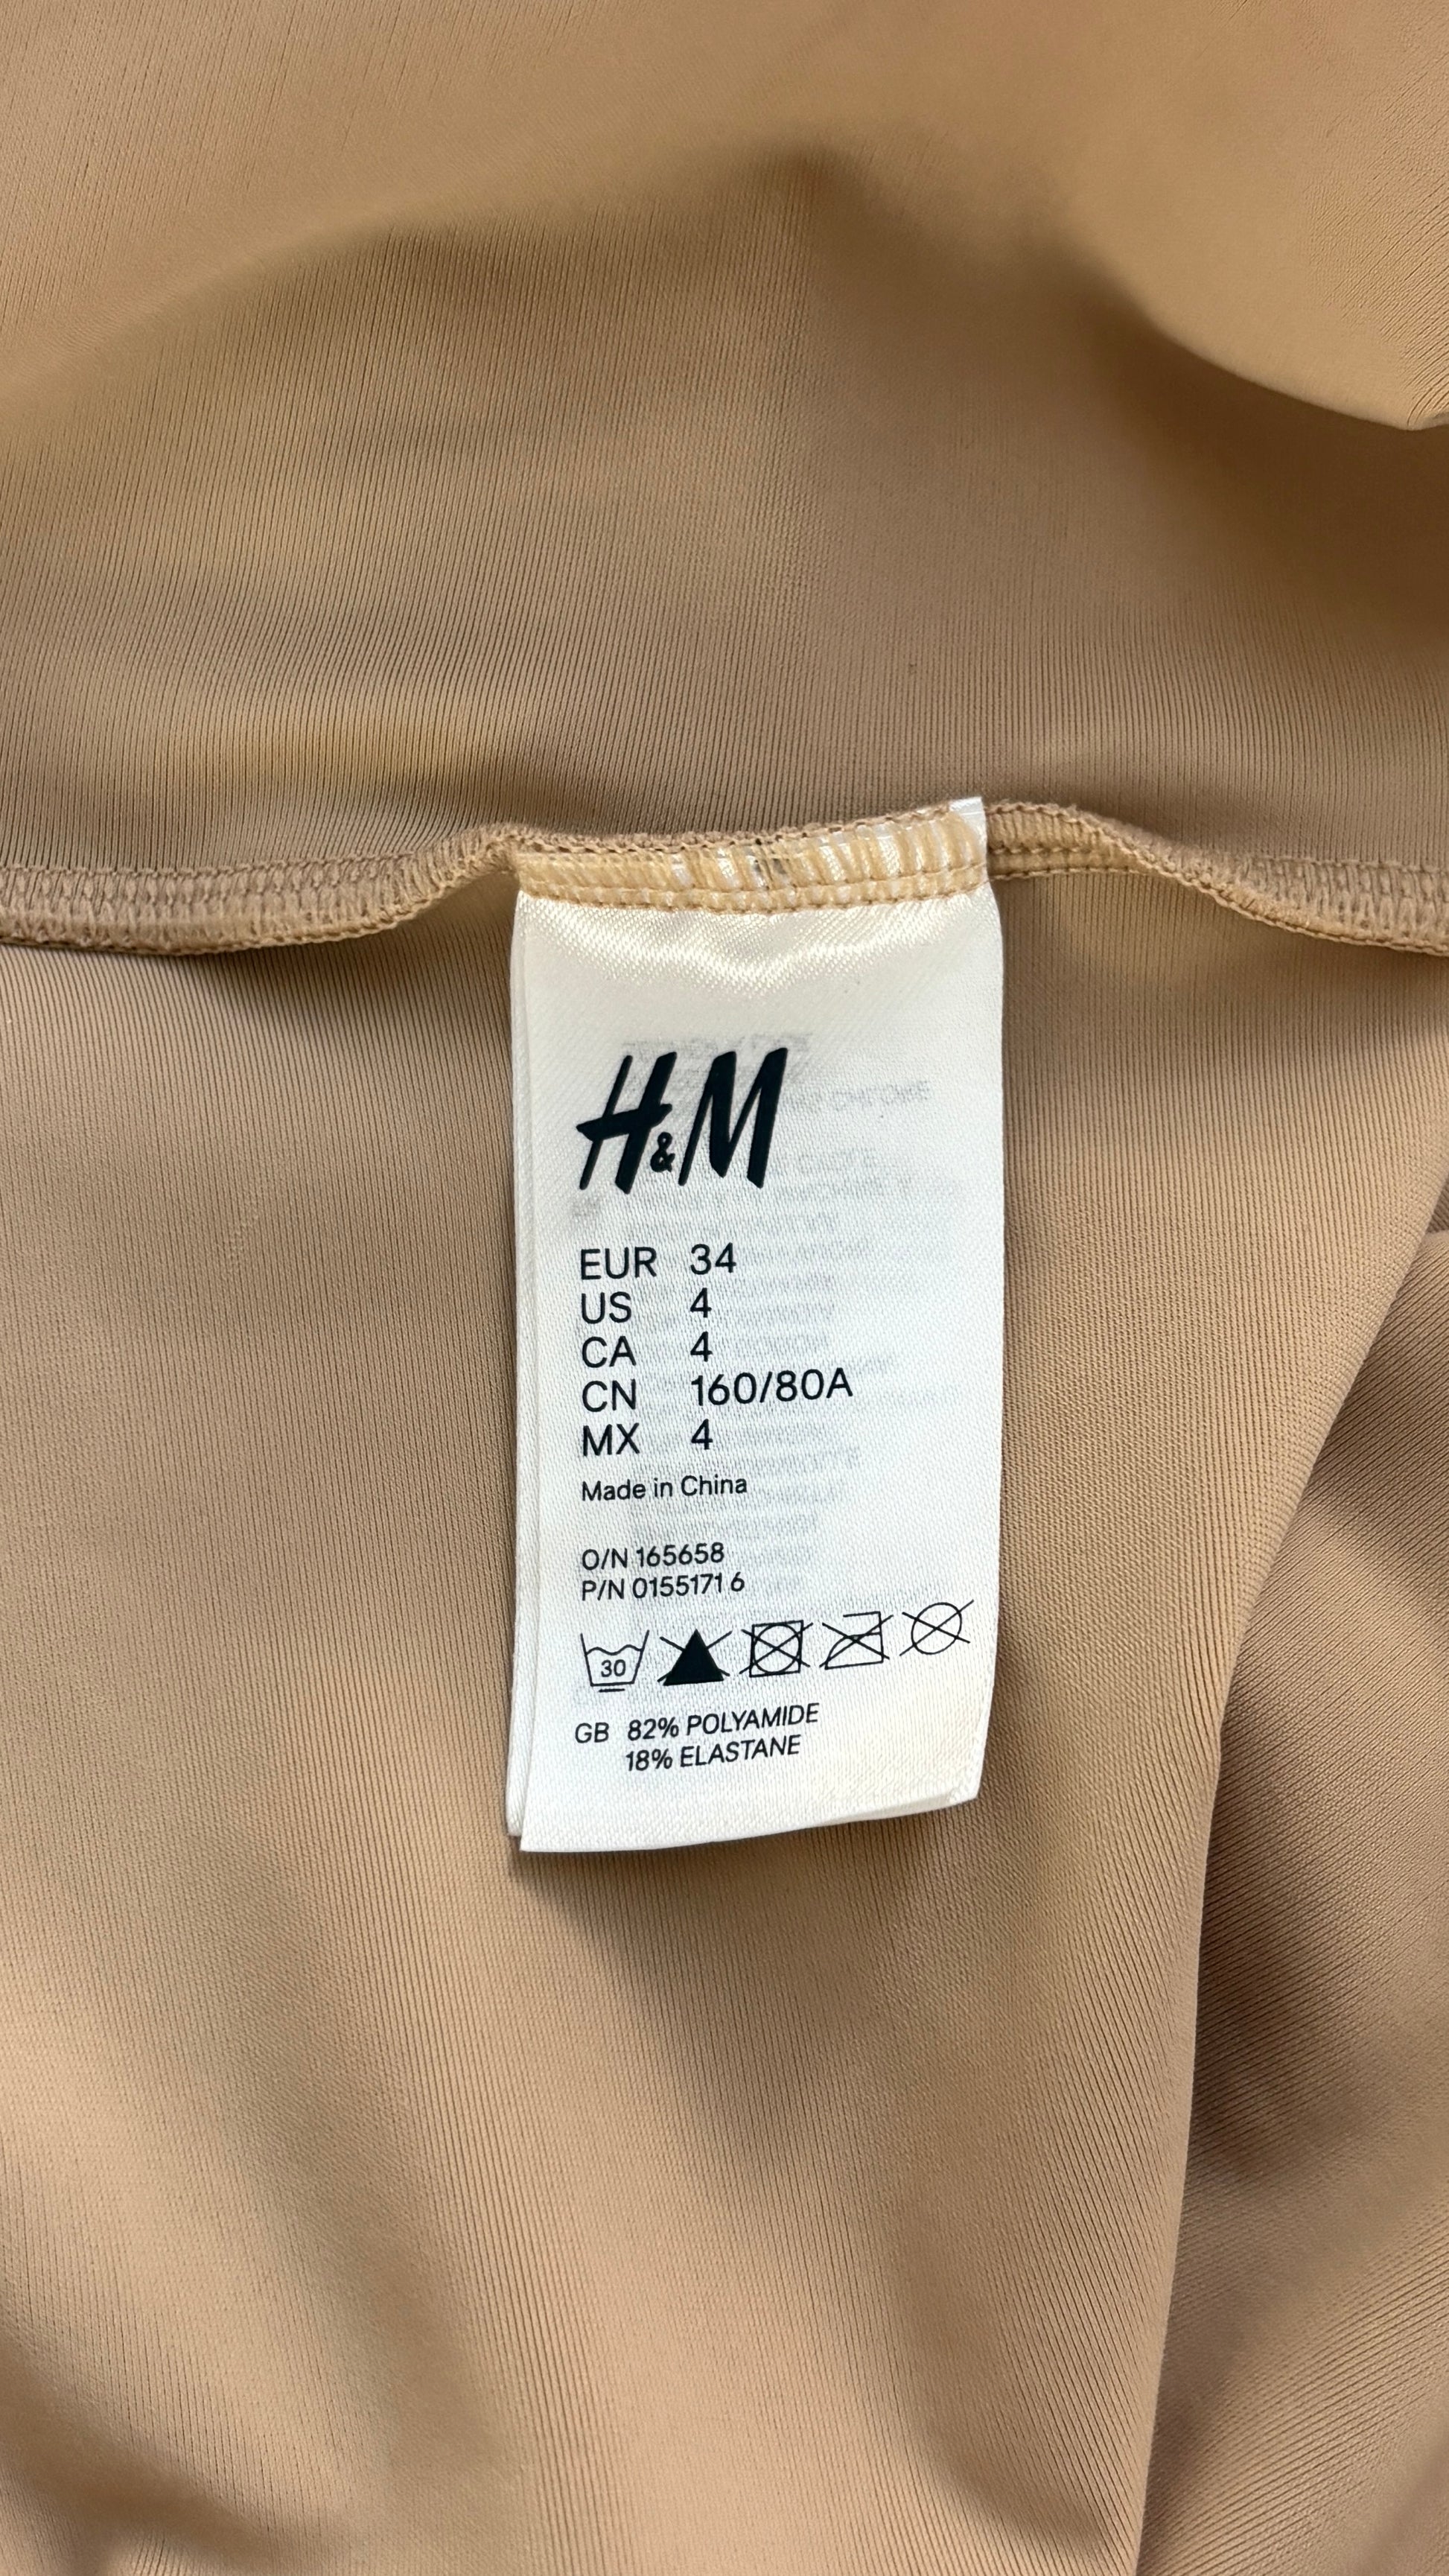 H&M
EUR 34
US 4
CA 4
CN 160/80A
MX 4
Made in China
O/N 165658
P/N 0155171 6
30
GB 82% POLYAMIDE
18% ELASTANE